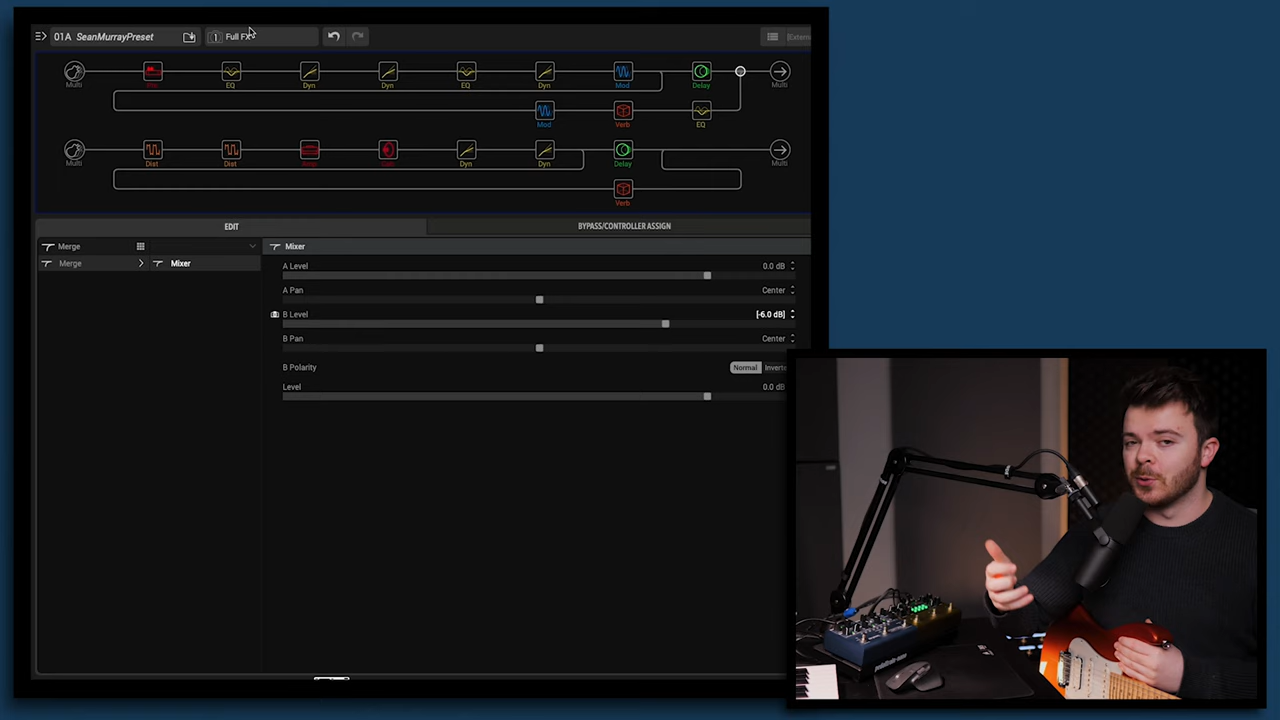 01A SeanMurrayPreset 1 Full FX
Multi EQ Dyn Dyn EQ Dyn Mod Delay Multi
Mod Verb EQ
Multi Dist Dist Dyn Dyn Delay Multi
Verb
EDIT BYPASS/CONTROLLER ASSIGN
Merge Mixer
Merge Mixer
A Level 0.0 dB
A Pan Center
B Level [-6.0 dB]
B Pan Center
B Polarity Normal Inverte
Level 0.0 dB